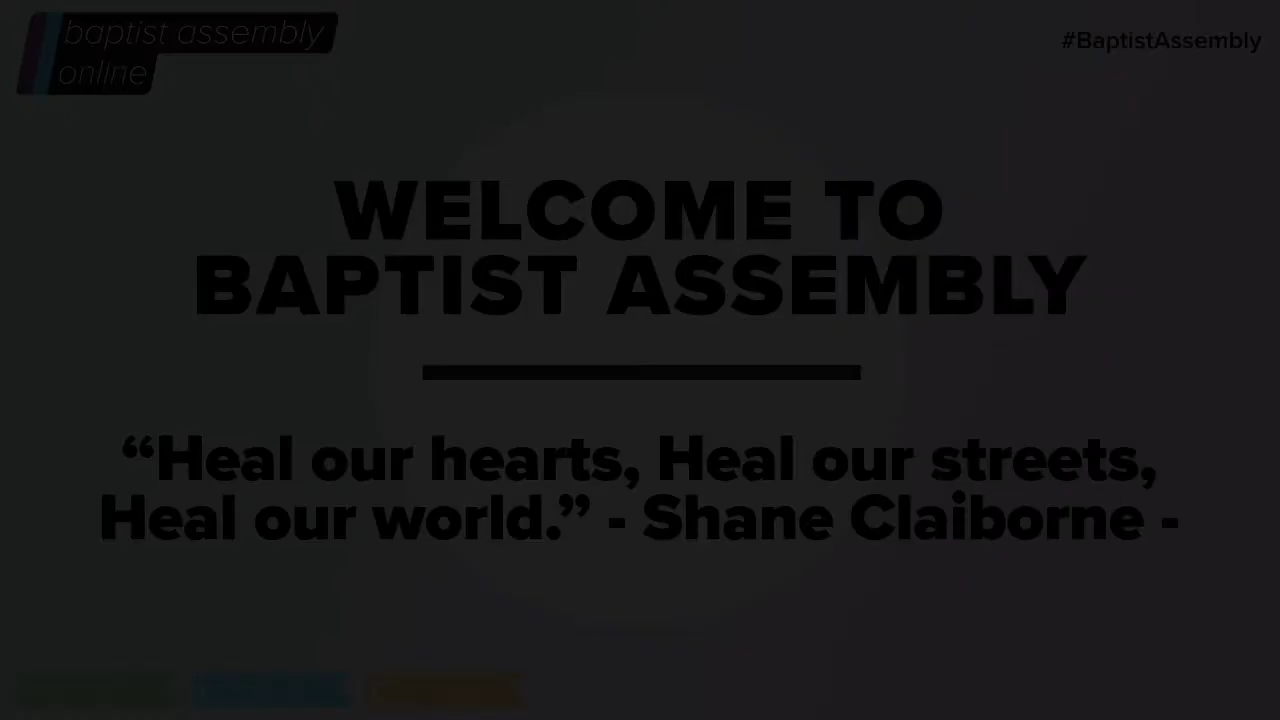 baptist assembly
online
#BaptistAssembly
WELCOME TO
BAPTIST ASSEMBLY
“Heal our hearts, Heal our streets,
Heal our world.” - Shane Claiborne -